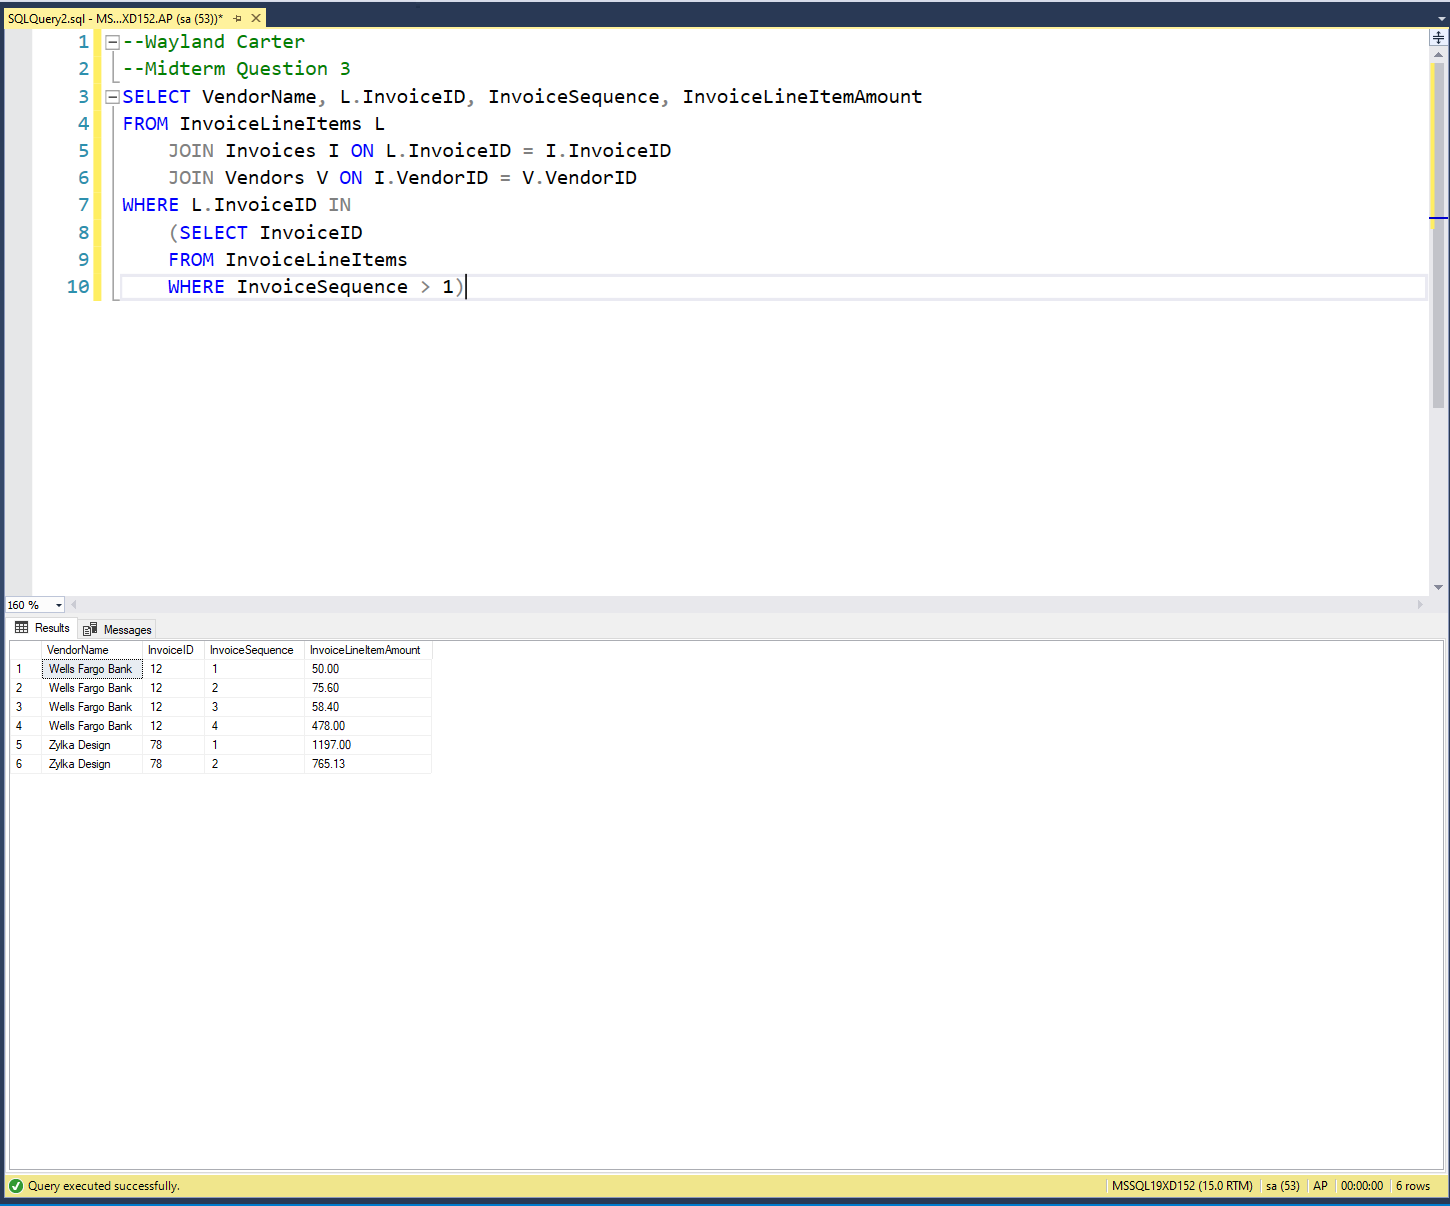 SQLQuery2.sql - MS...XD152.AP (sa (53))*
1 --Wayland Carter
2 --Midterm Question 3
3 SELECT VendorName, L.InvoiceID, InvoiceSequence, InvoiceLineItemAmount
4 FROM InvoiceLineItems L
5 JOIN Invoices I ON L.InvoiceID = I.InvoiceID
6 JOIN Vendors V ON I.VendorID = V.VendorID
7 WHERE L.InvoiceID IN
8 (SELECT InvoiceID
9 FROM InvoiceLineItems
10 WHERE InvoiceSequence > 1)
160 %
Results Messages
VendorName InvoiceID InvoiceSequence InvoiceLineItemAmount
1 Wells Fargo Bank 12 1 50.00
2 Wells Fargo Bank 12 2 75.60
3 Wells Fargo Bank 12 3 58.40
4 Wells Fargo Bank 12 4 478.00
5 Zylka Design 78 1 1197.00
6 Zylka Design 78 2 765.13
Query executed successfully. MSSQL19XD152 (15.0 RTM) sa (53) AP 00:00:00 6 rows